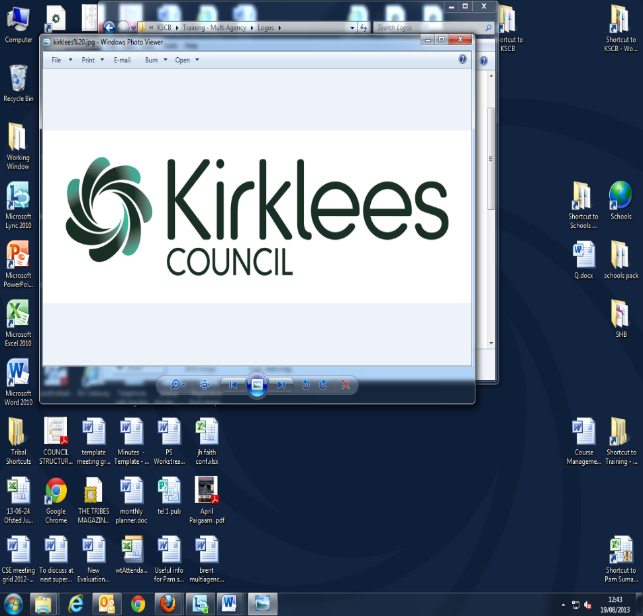 Computer
Recycle Bin
Working
Window
Microsoft
Lync 2010
Microsoft
PowerPoi...
Microsoft
Excel 2010
Microsoft
Word 2010
« KSCB ▸ Training - Multi Agency ▸ Logos ▸
Search Logos
kirklees%20.jpg - Windows Photo Viewer
File Print E-mail Burn Open
Kirklees
COUNCIL
Shortcut to
KSCB
Shortcut to
KSCB - Wo...
Shortcut to
Schools ...
Schools
Q.docx
schools pack
SHB
Tribal
Shortcuts
COUNCIL
STRUCTUR...
template
meeting gr...
Minutes -
Template - ...
PS
Workstrea...
jh faith
conf.xlsx
Course
Manageme...
Shortcut to
Training - ...
13-06-24
Ofsted Ju...
Google
Chrome
THE TRIBES
MAGAZIN...
monthly
planner.doc
tel 1.pub
April
Paigaam .pdf
CSE meeting
grid 2012-...
To discuss at
next super...
New
Evaluation...
wtAttenda...
Useful info
for Pam s...
brent
multiagenc...
Shortcut to
Pam Suma...
12:43
19/08/2013